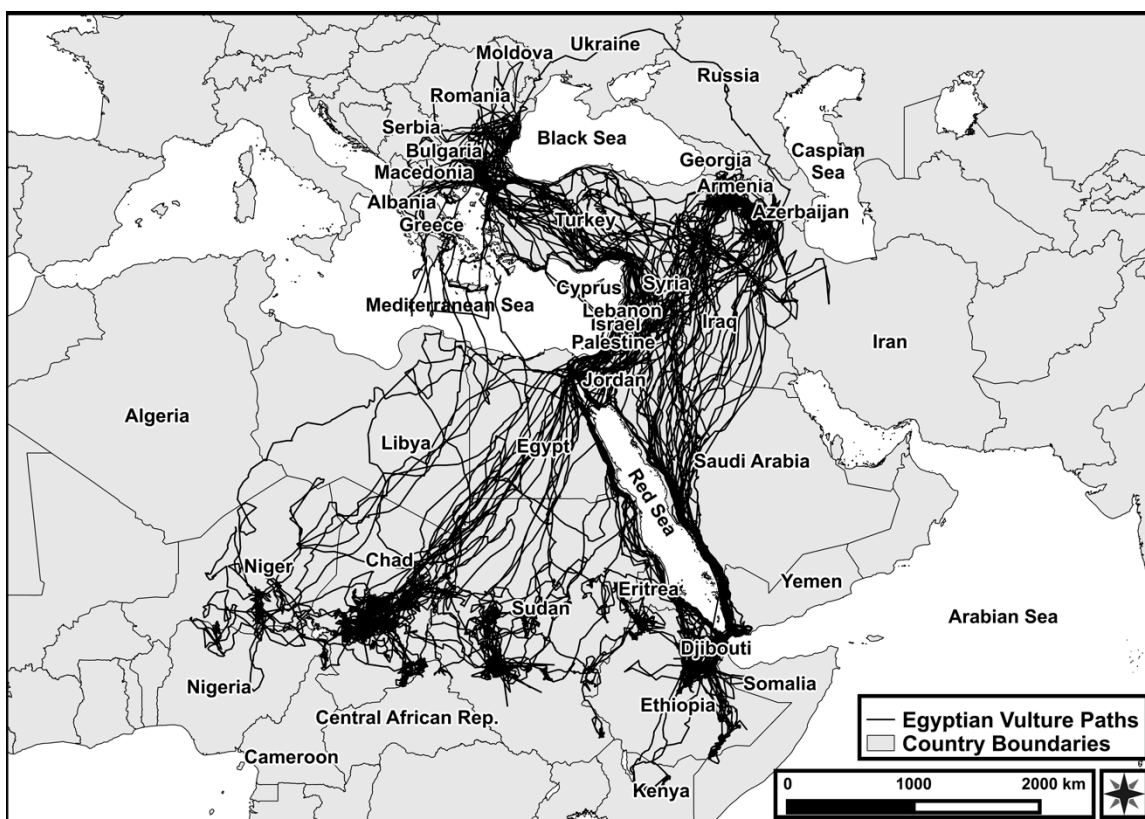 Ukraine
Moldova
Russia
Romania
Serbia
Black Sea
Bulgaria
Georgia
Caspian
Sea
Macedonia
Armenia
Albania
Azerbaijan
Turkey
Greece
Syria
Cyprus
Mediterranean Sea
Lebanon
Israel
Iraq
Palestine
Iran
Jordan
Algeria
Libya
Egypt
Saudi Arabia
Red Sea
Chad
Niger
Yemen
Eritrea
Sudan
Arabian Sea
Djibouti
Nigeria
Somalia
Ethiopia
Central African Rep.
Cameroon
Kenya
Egyptian Vulture Paths
Country Boundaries
0 1000 2000 km